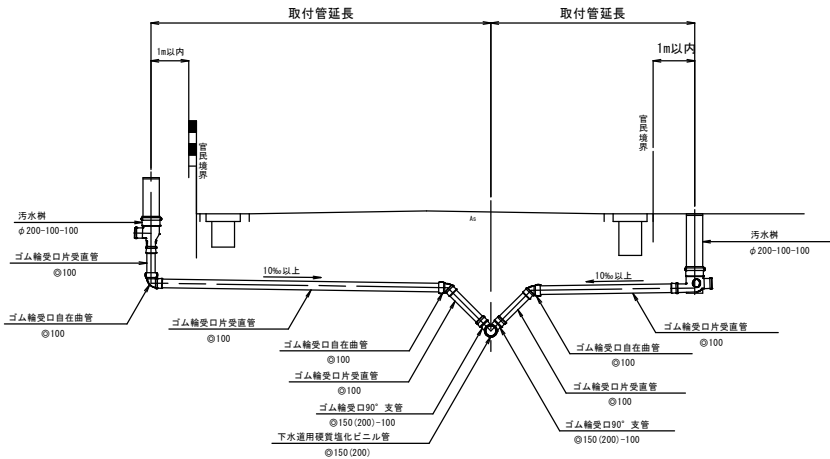 取付管延長
取付管延長
1m以内
1m以内
官民境界
官民境界
As
汚水桝
φ200-100-100
汚水桝
φ200-100-100
ゴム輪受口片受直管
◎100
10‰以上
10‰以上
ゴム輪受口自在曲管
◎100
ゴム輪受口片受直管
◎100
ゴム輪受口片受直管
◎100
ゴム輪受口自在曲管
◎100
ゴム輪受口自在曲管
◎100
ゴム輪受口片受直管
◎100
ゴム輪受口片受直管
◎100
ゴム輪受口90° 支管
◎150(200)-100
ゴム輪受口90° 支管
◎150(200)-100
下水道用硬質塩化ビニル管
◎150(200)